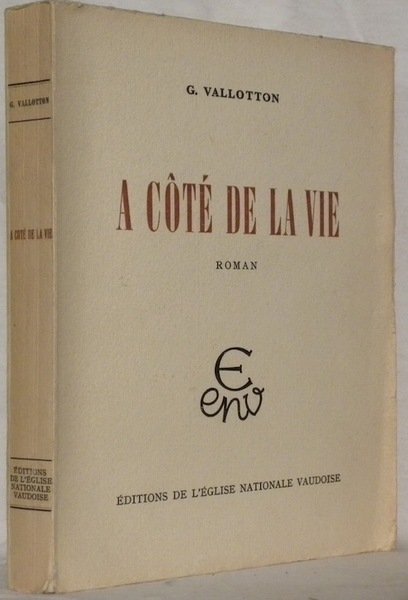 G. VALLOTTON
A CÔTÉ DE LA VIE
ROMAN
E
env
ÉDITIONS DE L'ÉGLISE NATIONALE VAUDOISE
G. VALLOTTON
A CÔTÉ DE LA VIE
ÉDITIONS
DE L'ÉGLISE
NATIONALE
VAUDOISE